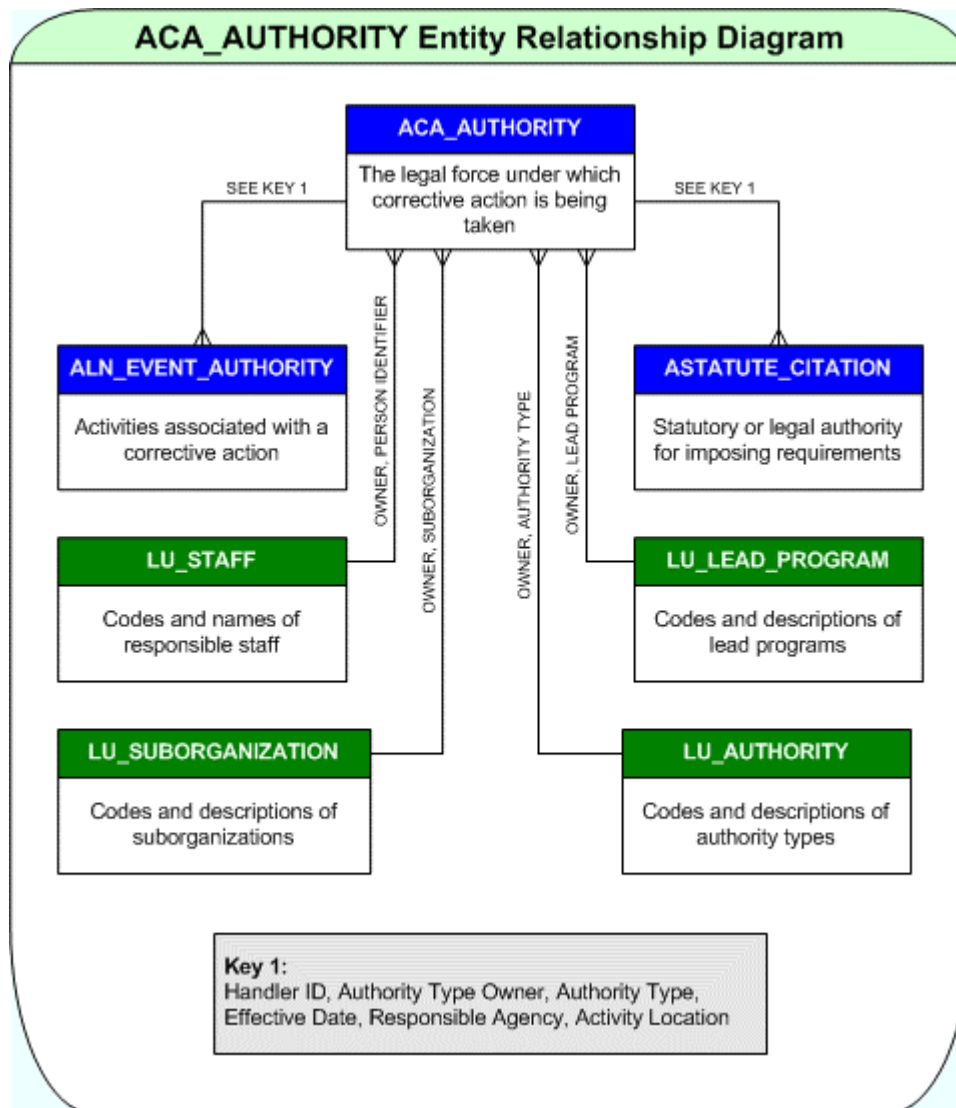 ACA_AUTHORITY Entity Relationship Diagram
ACA_AUTHORITY
The legal force under which
corrective action is being
taken
SEE KEY 1
SEE KEY 1
ALN_EVENT_AUTHORITY
Activities associated with a
corrective action
OWNER, PERSON IDENTIFIER
OWNER, SUBORGANIZATION
OWNER, AUTHORITY TYPE
OWNER, LEAD PROGRAM
ASTATUTE_CITATION
Statutory or legal authority
for imposing requirements
LU_STAFF
Codes and names of
responsible staff
LU_LEAD_PROGRAM
Codes and descriptions of
lead programs
LU_SUBORGANIZATION
Codes and descriptions of
suborganizations
LU_AUTHORITY
Codes and descriptions of
authority types
Key 1:
Handler ID, Authority Type Owner, Authority Type,
Effective Date, Responsible Agency, Activity Location